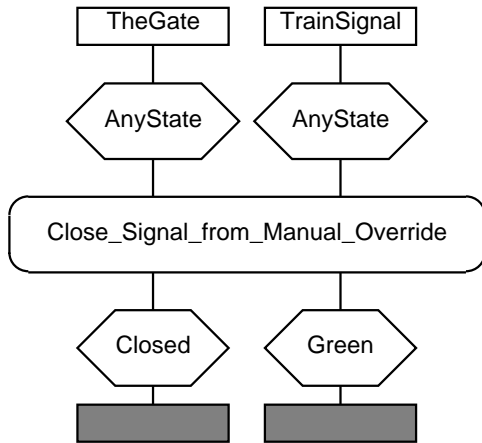 TheGate TrainSignal
AnyState AnyState
Close_Signal_from_Manual_Override
Closed Green